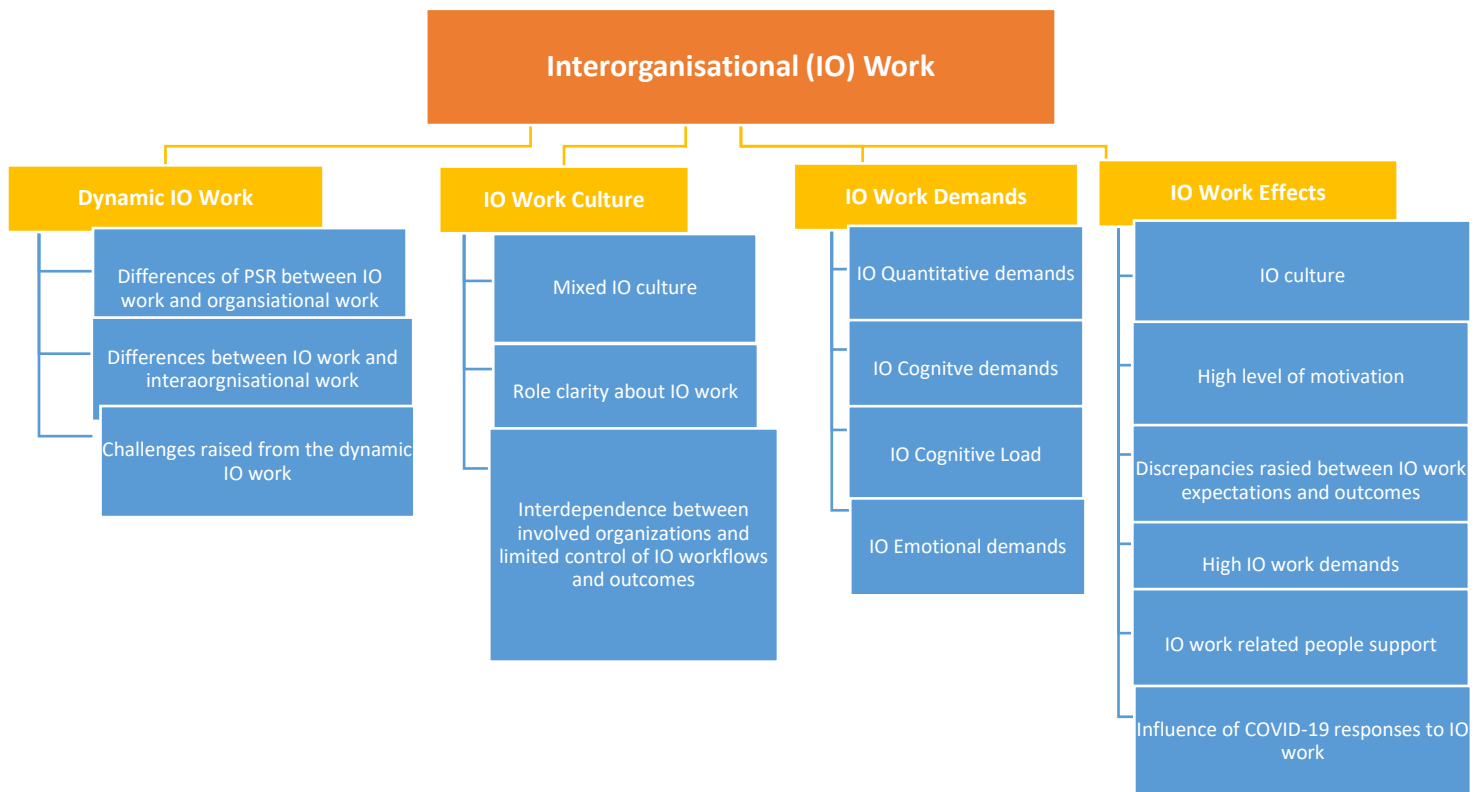 Interorganisational (IO) Work
Dynamic IO Work
Differences of PSR between IO
work and organsiational work
Differences between IO work and
interaorgnisational work
Challenges raised from the dynamic
IO work
IO Work Culture
Mixed IO culture
Role clarity about IO work
Interdependence between
involved organizations and
limited control of IO workflows
and outcomes
IO Work Demands
IO Quantitative demands
IO Cognitve demands
IO Cognitive Load
IO Emotional demands
IO Work Effects
IO culture
High level of motivation
Discrepancies rasied between IO work
expectations and outcomes
High IO work demands
IO work related people support
Influence of COVID-19 responses to IO
work